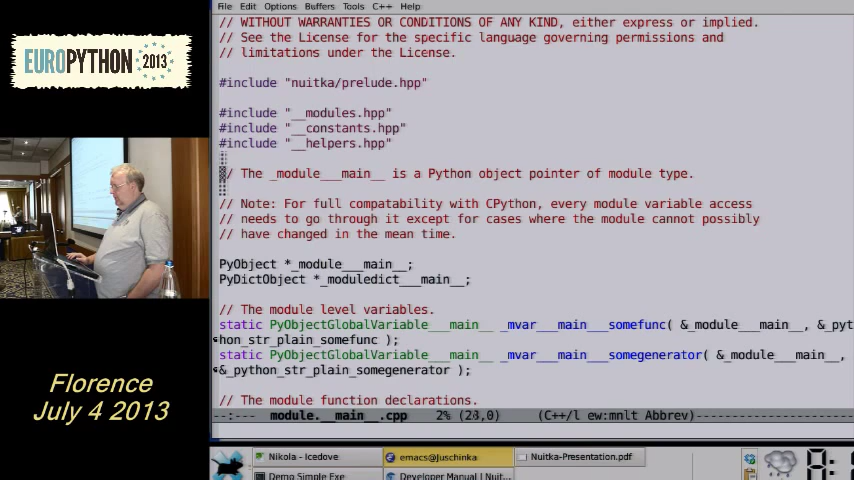 EUROPYTHON 2013
Florence
July 4 2013
File Edit Options Buffers Tools C++ Help
// WITHOUT WARRANTIES OR CONDITIONS OF ANY KIND, either express or implied.
// See the License for the specific language governing permissions and
// limitations under the License.
#include "nuitka/prelude.hpp"
#include "__modules.hpp"
#include "__constants.hpp"
#include "__helpers.hpp"
// The _module___main__ is a Python object pointer of module type.
// Note: For full compatability with CPython, every module variable access
// needs to go through it except for cases where the module cannot possibly
// have changed in the mean time.
PyObject *_module___main__;
PyDictObject *_moduledict___main__;
// The module level variables.
static PyObjectGlobalVariable___main__ _mvar___main___somefunc( &_module___main__, &_pyt
hon_str_plain_somefunc );
static PyObjectGlobalVariable___main__ _mvar___main___somegenerator( &_module___main__,
&_python_str_plain_somegenerator );
// The module function declarations.
--:--- module.__main__.cpp 2% (23,0) (C++/l ew:mnlt Abbrev)
Nikola - Icedove
emacs@Juschinka
Nuitka-Presentation.pdf
Demo Simple Exe
Developer Manual | Nuit...